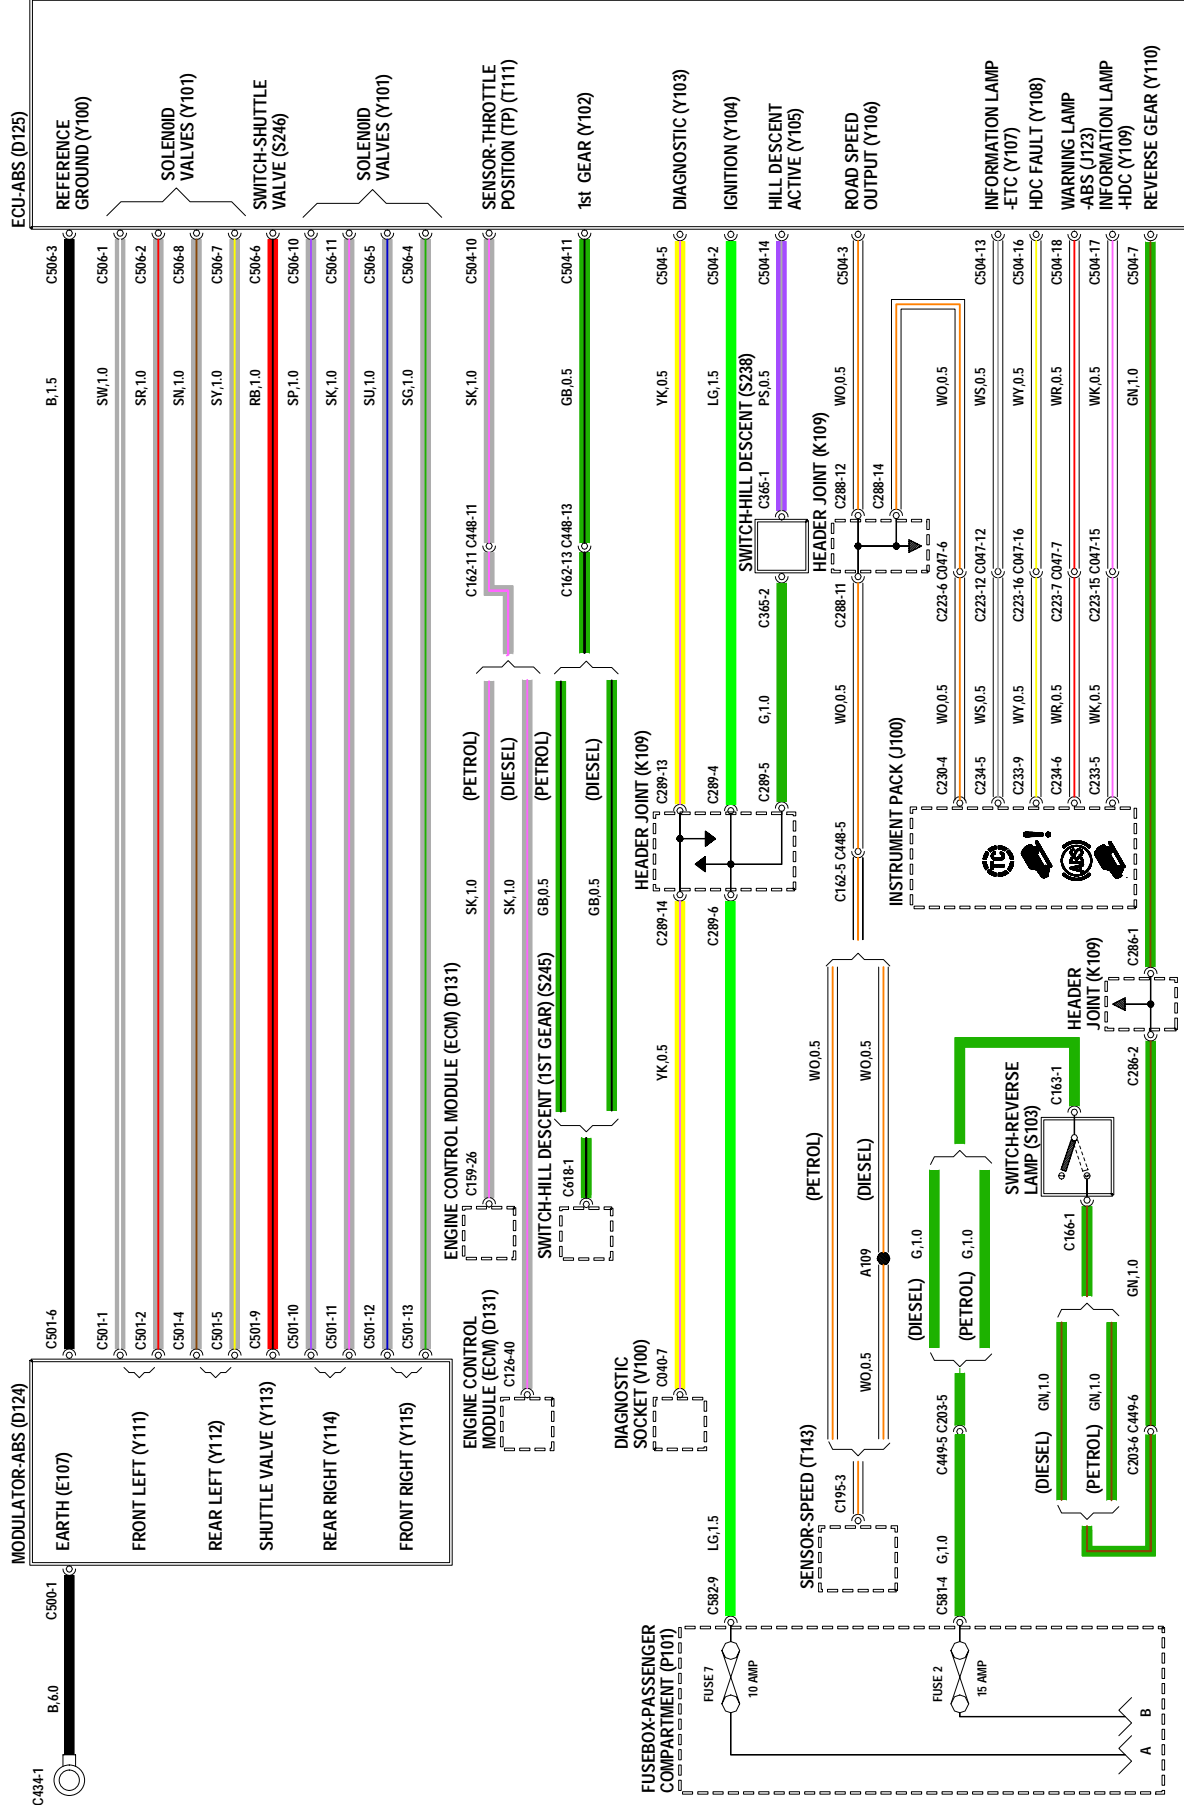 ECU-ABS (D125)
REFERENCE
GROUND (Y100)
SOLENOID
VALVES (Y101)
SWITCH-SHUTTLE
VALVE (S246)
SOLENOID
VALVES (Y101)
SENSOR-THROTTLE
POSITION (TP) (T111)
1st  GEAR (Y102)
DIAGNOSTIC (Y103)
IGNITION (Y104)
HILL DESCENT
ACTIVE (Y105)
ROAD SPEED
OUTPUT (Y106)
INFORMATION LAMP
-ETC (Y107)
HDC FAULT (Y108)
WARNING LAMP
-ABS (J123)
INFORMATION LAMP
-HDC (Y109)
REVERSE GEAR (Y110)
C506-3
C506-1
C506-2
C506-8
C506-7
C506-6
C506-10
C506-11
C506-5
C506-4
C504-10
C504-11
C504-5
C504-2
C504-14
C504-3
C504-13
C504-16
C504-18
C504-17
C504-7
B,1.5
SW,1.0
SR,1.0
SN,1.0
SY,1.0
RB,1.0
SP,1.0
SK,1.0
SU,1.0
SG,1.0
SK,1.0
GB,0.5
YK,0.5
LG,1.5
PS,0.5
WO,0.5
WO,0.5
WS,0.5
WY,0.5
WR,0.5
WK,0.5
GN,1.0
C162-11 C448-11
C162-13 C448-13
SWITCH-HILL DESCENT (S238)
C365-1
C365-2
HEADER JOINT (K109)
C288-12
C288-14
C288-11
C223-6 C047-6
C223-12 C047-12
C223-16 C047-16
C223-7 C047-7
C223-15 C047-15
(PETROL)
(DIESEL)
(PETROL)
(DIESEL)
SK,1.0
SK,1.0
GB,0.5
GB,0.5
HEADER JOINT (K109)
C289-13
C289-4
C289-5
C289-14
C289-6
G,1.0
WO,0.5
WO,0.5
WS,0.5
WY,0.5
WR,0.5
WK,0.5
C162-5 C448-5
INSTRUMENT PACK (J100)
C230-4
C234-5
C233-9
C234-6
C233-5
TC
!
ABS
HEADER
JOINT (K109)
C286-1
C286-2
ENGINE CONTROL MODULE (ECM) (D131)
C159-26
SWITCH-HILL DESCENT (1ST GEAR) (S245)
C618-1
YK,0.5
WO,0.5
WO,0.5
(PETROL)
(DIESEL)
A109
WO,0.5
SWITCH-REVERSE
LAMP (S103)
C163-1
C166-1
(DIESEL)
G,1.0
(PETROL)
G,1.0
GN,1.0
MODULATOR-ABS (D124)
C501-6
C501-1
C501-2
C501-4
C501-5
C501-9
C501-10
C501-11
C501-12
C501-13
EARTH (E107)
FRONT LEFT (Y111)
REAR LEFT (Y112)
SHUTTLE VALVE (Y113)
REAR RIGHT (Y114)
FRONT RIGHT (Y115)
ENGINE CONTROL
MODULE (ECM) (D131)
C126-40
DIAGNOSTIC
SOCKET (V100)
C040-7
SENSOR-SPEED (T143)
C195-3
C449-5 C203-5
(DIESEL)
GN,1.0
(PETROL)
GN,1.0
C203-6 C449-6
C500-1
B,6.0
C434-1
C582-9
LG,1.5
C581-4
G,1.0
FUSEBOX-PASSENGER
COMPARTMENT (P101)
FUSE 7
10 AMP
FUSE 2
15 AMP
A
B